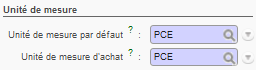 Unité de mesure
Unité de mesure par défaut ? : PCE
Unité de mesure d'achat ? : PCE